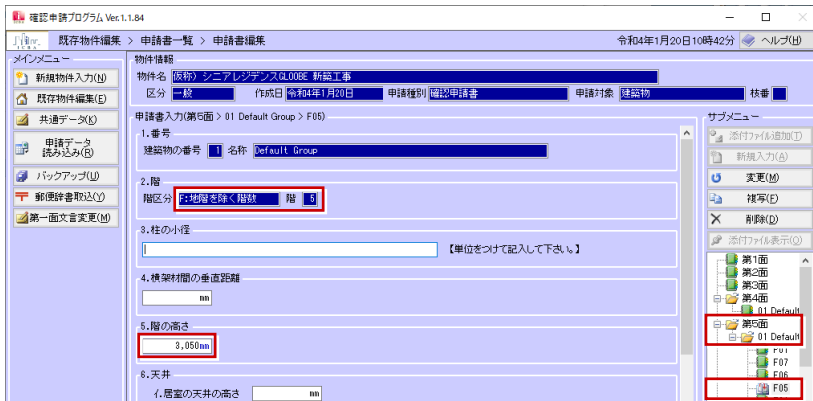 確認申請プログラム Ver.1.1.84
既存物件編集 > 申請書一覧 > 申請書編集
令和4年1月20日10時42分
ヘルプ(H)
メインメニュー
新規物件入力(N)
既存物件編集(E)
共通データ(K)
申請データ
読み込み(R)
バックアップ(U)
郵便辞書取込(Y)
第一面文言変更(M)
物件情報
物件名 (仮称）シニアレジデンスGLOOBE 新築工事
区分 一般 作成日 令和4年1月20日 申請種別 確認申請書 申請対象 建築物 枝番
申請書入力(第5面 > 01 Default Group > F05)
1.番号
建築物の番号 1 名称 Default Group
2.階
階区分 F:地階を除く階数 階 5
3.柱の小径
【単位をつけて記入して下さい。】
4.横架材間の垂直距離
mm
5.階の高さ
3,050mm
6.天井
イ.居室の天井の高さ mm
サブメニュー
添付ファイル追加(T)
新規入力(A)
変更(M)
複写(F)
削除(D)
添付ファイル表示(O)
第1面
第2面
第3面
第4面
01 Default
第5面
01 Default
F07
F06
F05